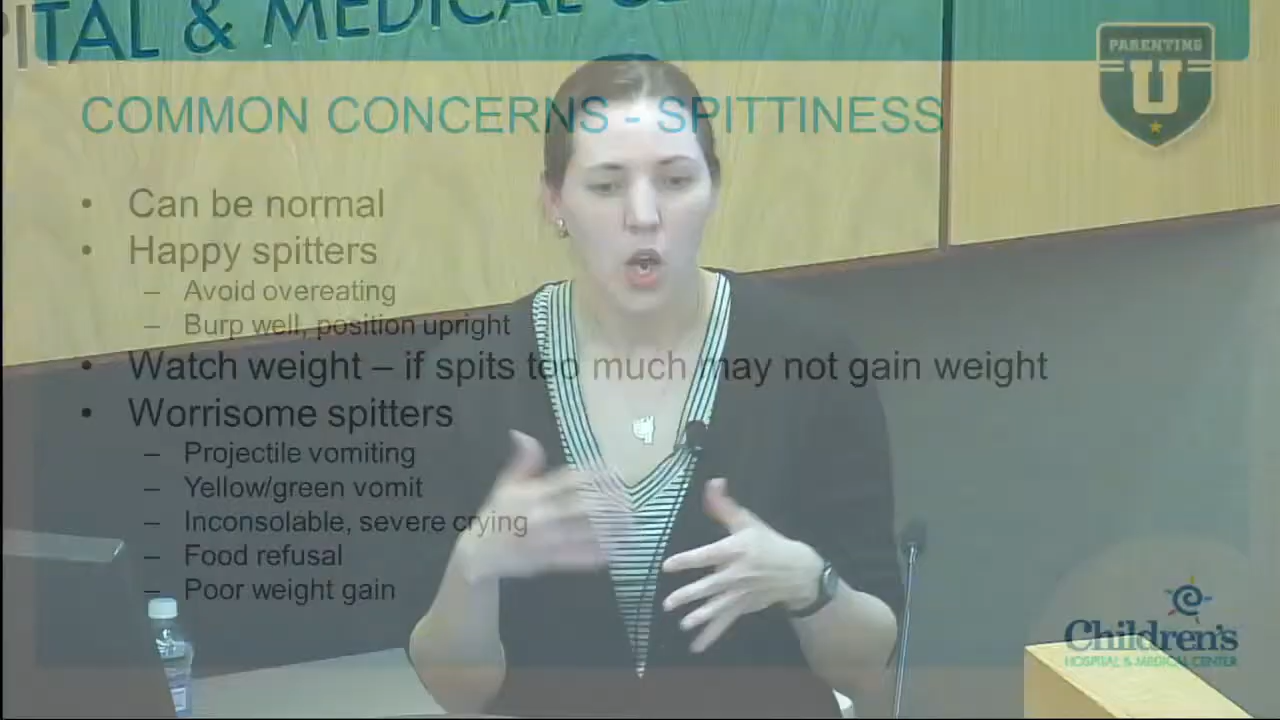 ITAL & MEDICAL
PARENTING
U
COMMON CONCERNS - SPITTINESS
• Can be normal
• Happy spitters
– Avoid overeating
– Burp well, position upright
• Watch weight – if spits too much may not gain weight
• Worrisome spitters
– Projectile vomiting
– Yellow/green vomit
– Inconsolable, severe crying
– Food refusal
– Poor weight gain
Children's
HOSPITAL & MEDICAL CENTER